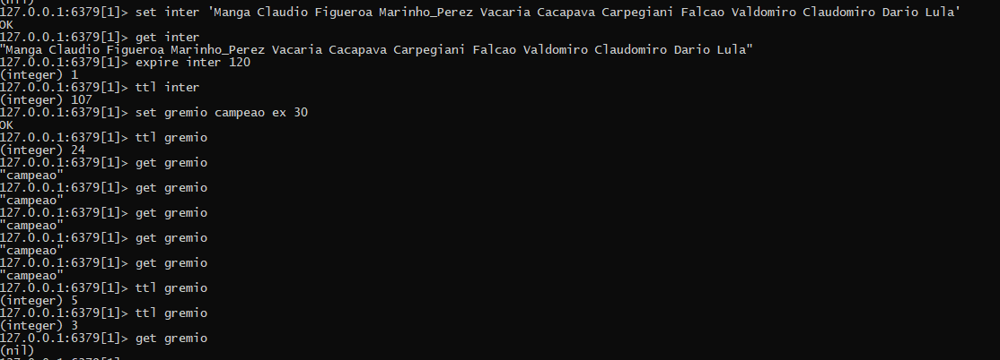 (nil)
127.0.0.1:6379[1]> set inter 'Manga Claudio Figueroa Marinho_Perez Vacaria Cacapava Carpegiani Falcao Valdomiro Claudomiro Dario Lula'
OK
127.0.0.1:6379[1]> get inter
"Manga Claudio Figueroa Marinho_Perez Vacaria Cacapava Carpegiani Falcao Valdomiro Claudomiro Dario Lula"
127.0.0.1:6379[1]> expire inter 120
(integer) 1
127.0.0.1:6379[1]> ttl inter
(integer) 107
127.0.0.1:6379[1]> set gremio campeao ex 30
OK
127.0.0.1:6379[1]> ttl gremio
(integer) 24
127.0.0.1:6379[1]> get gremio
"campeao"
127.0.0.1:6379[1]> get gremio
"campeao"
127.0.0.1:6379[1]> get gremio
"campeao"
127.0.0.1:6379[1]> get gremio
"campeao"
127.0.0.1:6379[1]> get gremio
"campeao"
127.0.0.1:6379[1]> ttl gremio
(integer) 5
127.0.0.1:6379[1]> ttl gremio
(integer) 3
127.0.0.1:6379[1]> get gremio
(nil)
127.0.0.1:6379[1]>